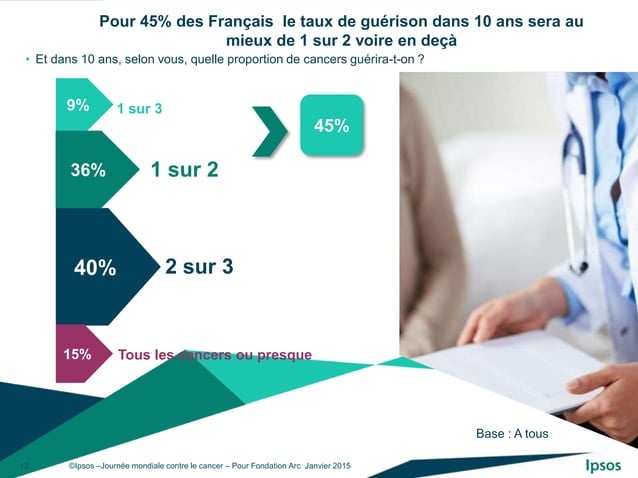 Pour 45% des Français le taux de guérison dans 10 ans sera au
mieux de 1 sur 2 voire en deçà
• Et dans 10 ans, selon vous, quelle proportion de cancers guérira-t-on ?
9% 1 sur 3
45%
36% 1 sur 2
40% 2 sur 3
15% Tous les cancers ou presque
Base : A tous
12 ©Ipsos –Journée mondiale contre le cancer – Pour Fondation Arc Janvier 2015
Ipsos